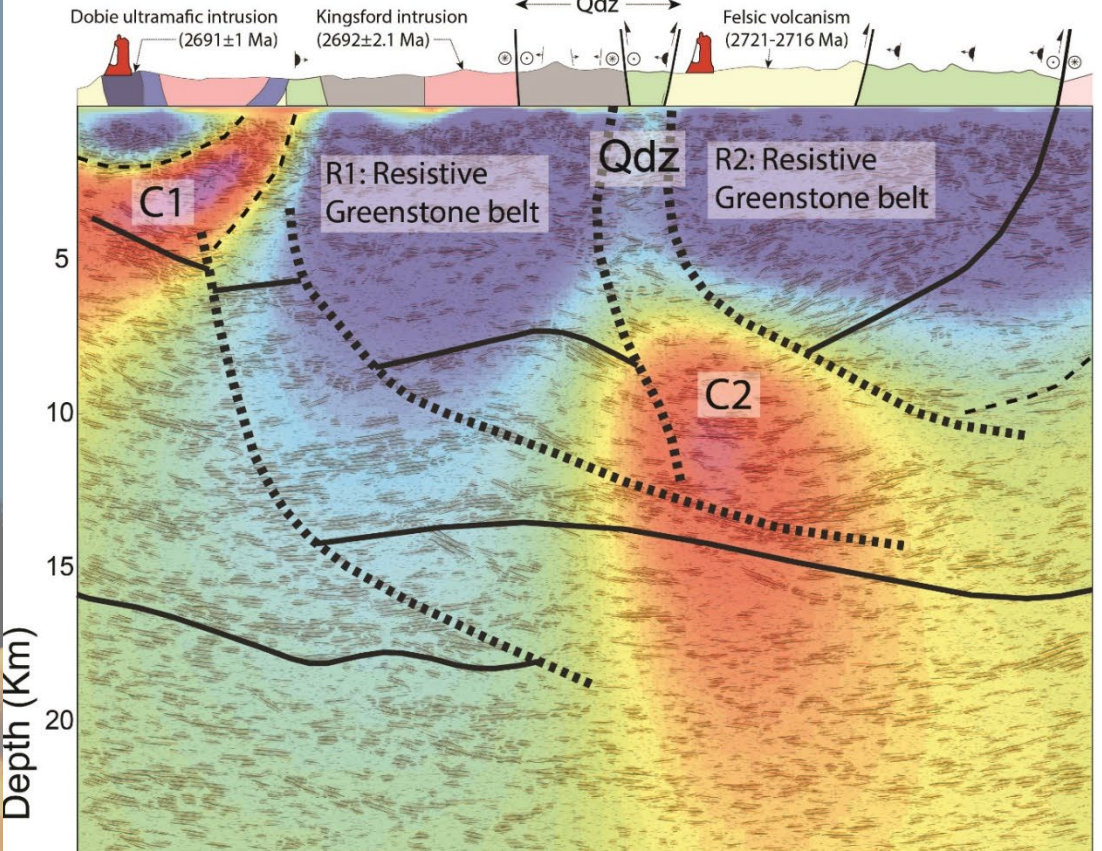 Qdz
Dobie ultramafic intrusion
(2691±1 Ma)
Kingsford intrusion
(2692±2.1 Ma)
Felsic volcanism
(2721-2716 Ma)
C1
R1: Resistive
Greenstone belt
Qdz
R2: Resistive
Greenstone belt
C2
5
10
15
20
Depth (Km)